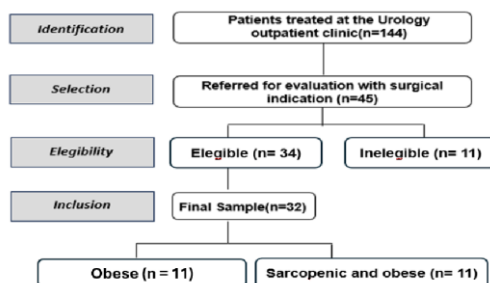 Identification
Patients treated at the Urology
outpatient clinic(n=144)
Selection
Referred for evaluation with surgical
indication (n=45)
Elegibility
Elegible (n= 34)
Inelegible (n= 11)
Inclusion
Final Sample(n=32)
Obese (n = 11)
Sarcopenic and obese (n= 11)